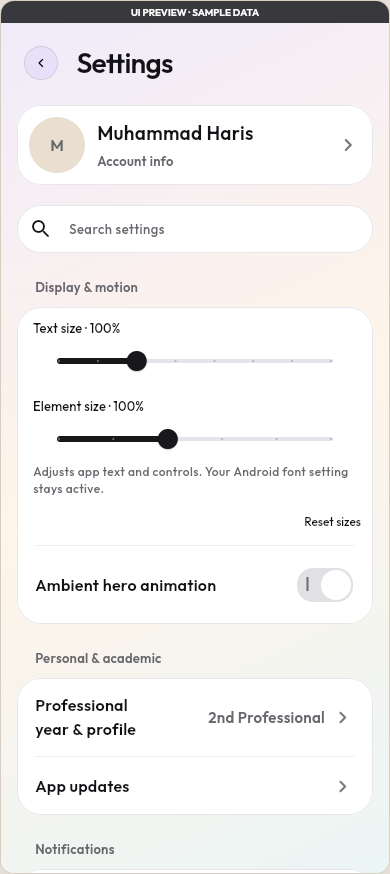 UI PREVIEW · SAMPLE DATA
Settings
M
Muhammad Haris
Account info
Search settings
Display & motion
Text size · 100%
Element size · 100%
Adjusts app text and controls. Your Android font setting
stays active.
Reset sizes
Ambient hero animation
Personal & academic
Professional
year & profile
2nd Professional
App updates
Notifications